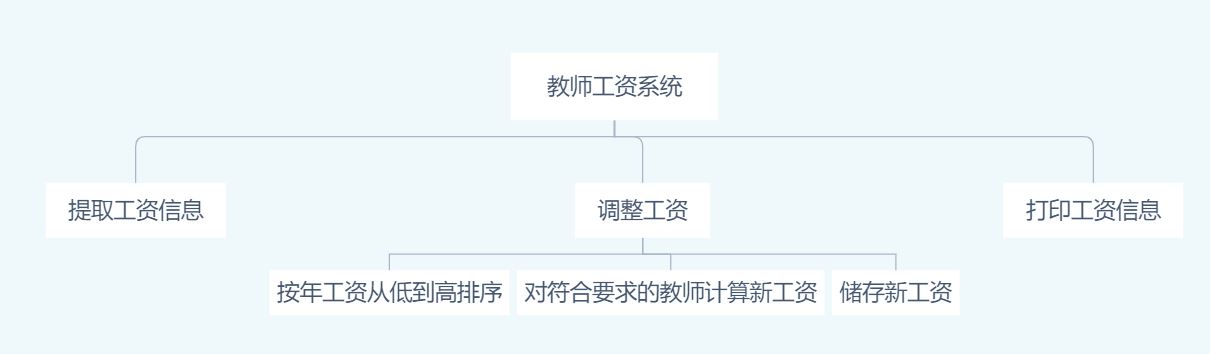 教师工资系统
提取工资信息
调整工资
打印工资信息
按年工资从低到高排序
对符合要求的教师计算新工资
储存新工资